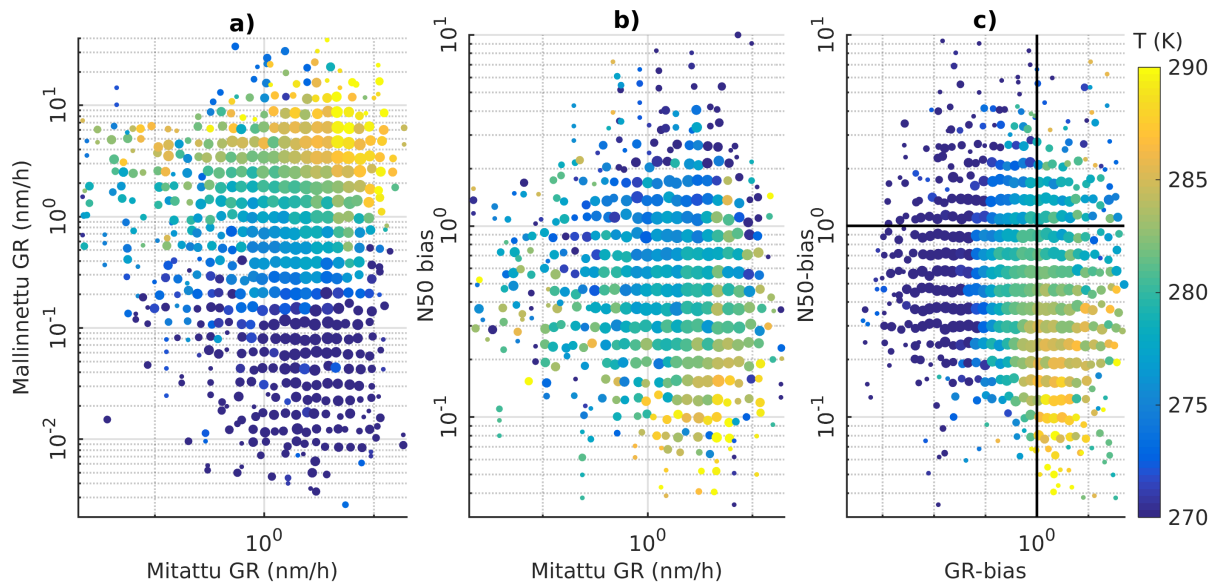 a)
b)
c)
T (K)
Mallinnettu GR (nm/h)
10^1
10^0
10^-1
10^-2
10^0
Mitattu GR (nm/h)
N50 bias
10^1
10^0
10^-1
10^0
Mitattu GR (nm/h)
N50-bias
10^1
10^0
10^-1
10^0
GR-bias
290
285
280
275
270